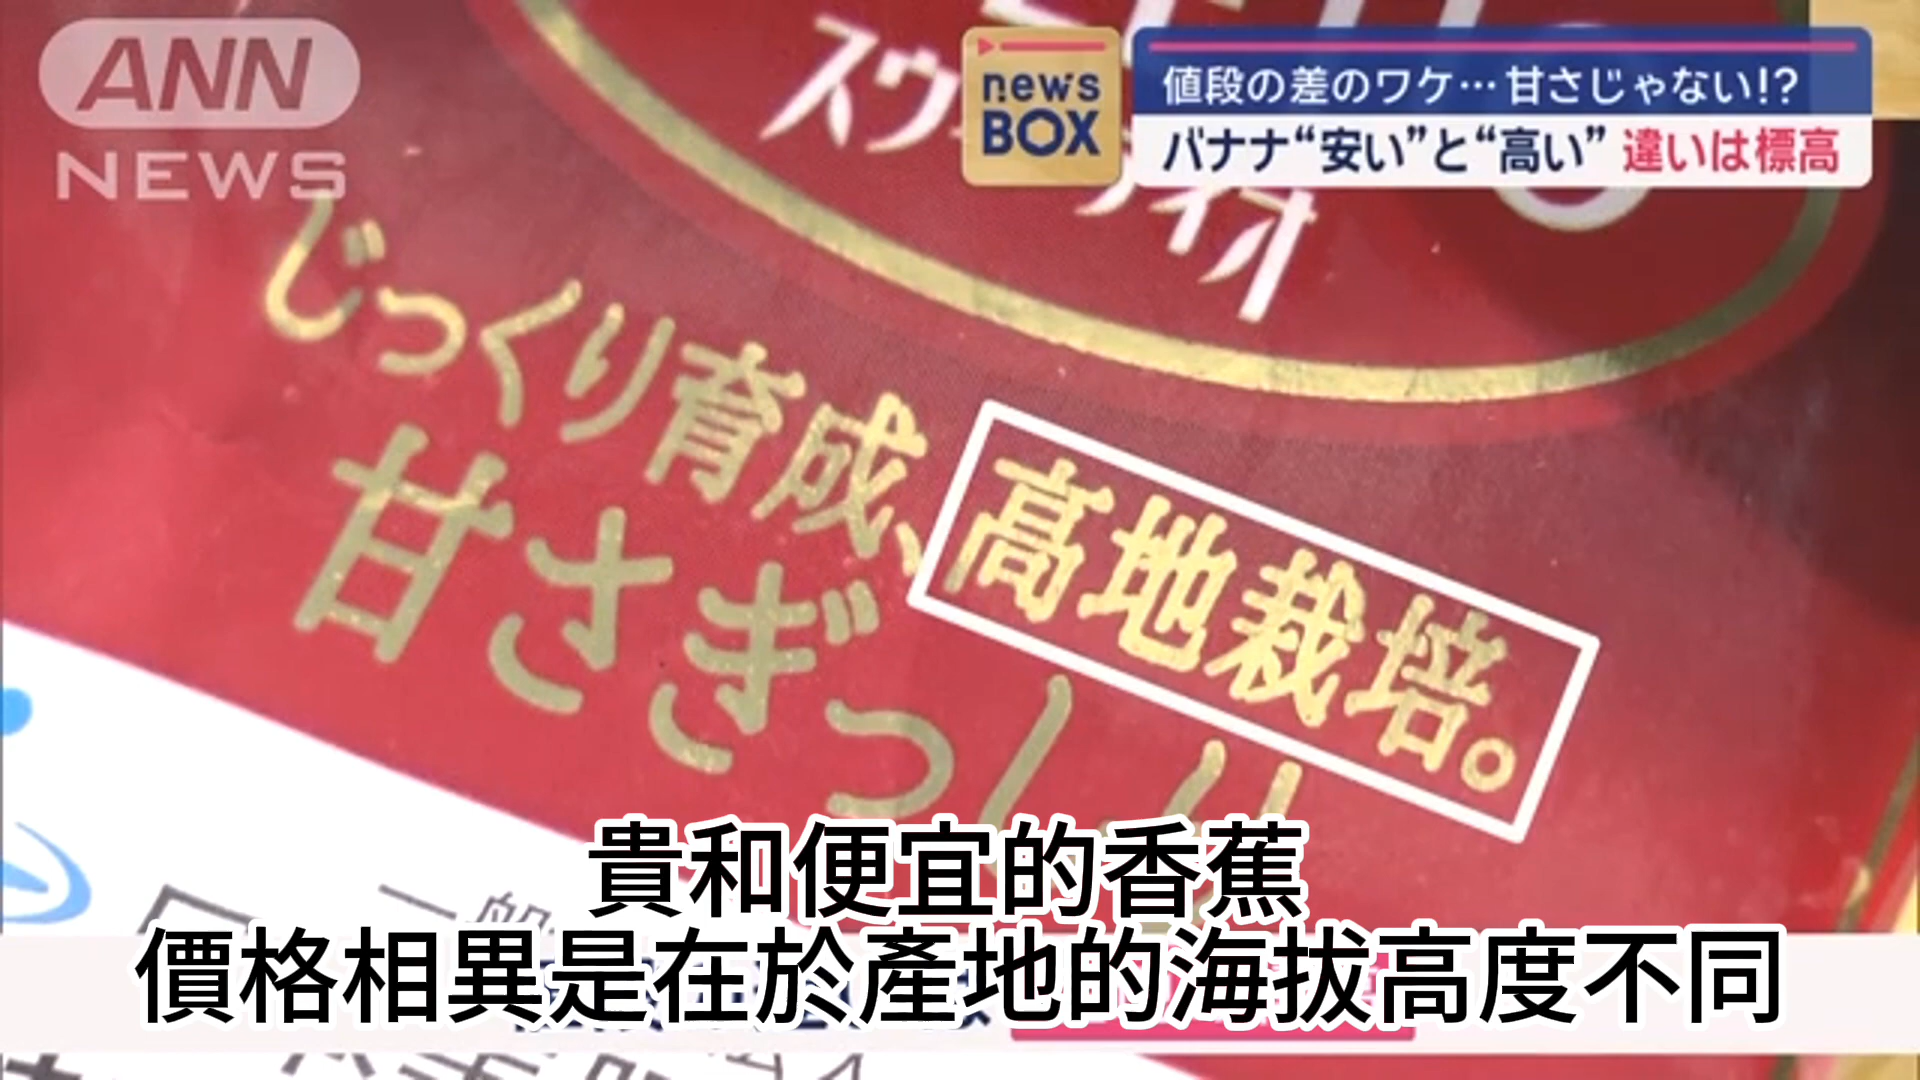 ANN
NEWS
news
BOX
値段の差のワケ…甘さじゃない!?
バナナ“安い”と“高い” 違いは標高
じっくり育成、高地栽培。
甘さぎっしり
貴和便宜的香蕉
價格相異是在於產地的海拔高度不同